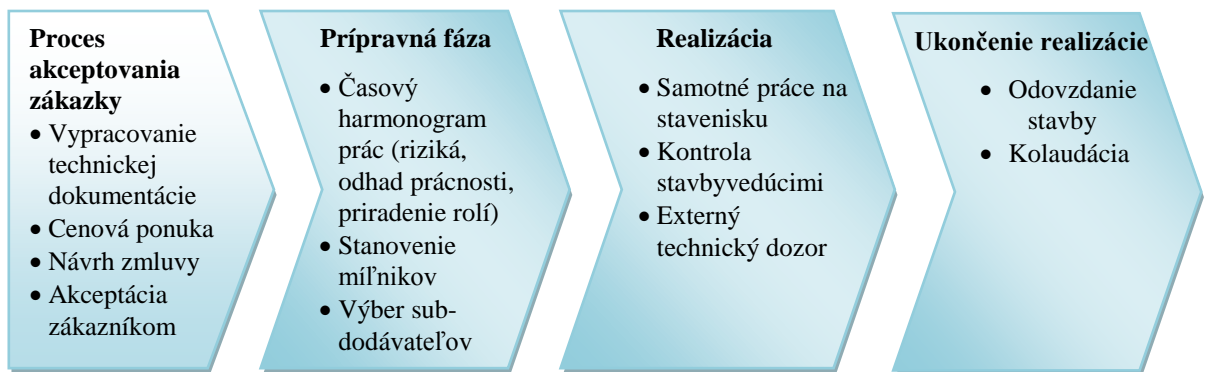 Proces
akceptovania
zákazky
• Vypracovanie
technickej
dokumentácie
• Cenová ponuka
• Návrh zmluvy
• Akceptácia
zákazníkom
Prípravná fáza
• Časový
harmonogram
prác (riziká,
odhad prácnosti,
priradenie rolí)
• Stanovenie
míľnikov
• Výber sub-
dodávateľov
Realizácia
• Samotné práce na
stavenisku
• Kontrola
stavbyvedúcimi
• Externý
technický dozor
Ukončenie realizácie
• Odovzdanie
stavby
• Kolaudácia